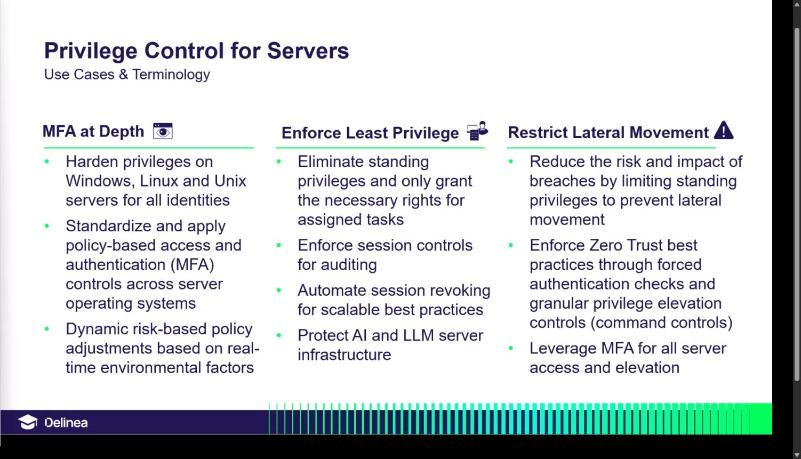 Privilege Control for Servers
Use Cases & Terminology
MFA at Depth
• Harden privileges on
Windows, Linux and Unix
servers for all identities
• Standardize and apply
policy-based access and
authentication (MFA)
controls across server
operating systems
• Dynamic risk-based policy
adjustments based on real-
time environmental factors
Enforce Least Privilege
• Eliminate standing
privileges and only grant
the necessary rights for
assigned tasks
• Enforce session controls
for auditing
• Automate session revoking
for scalable best practices
• Protect AI and LLM server
infrastructure
Restrict Lateral Movement
• Reduce the risk and impact of
breaches by limiting standing
privileges to prevent lateral
movement
• Enforce Zero Trust best
practices through forced
authentication checks and
granular privilege elevation
controls (command controls)
• Leverage MFA for all server
access and elevation
Delinea